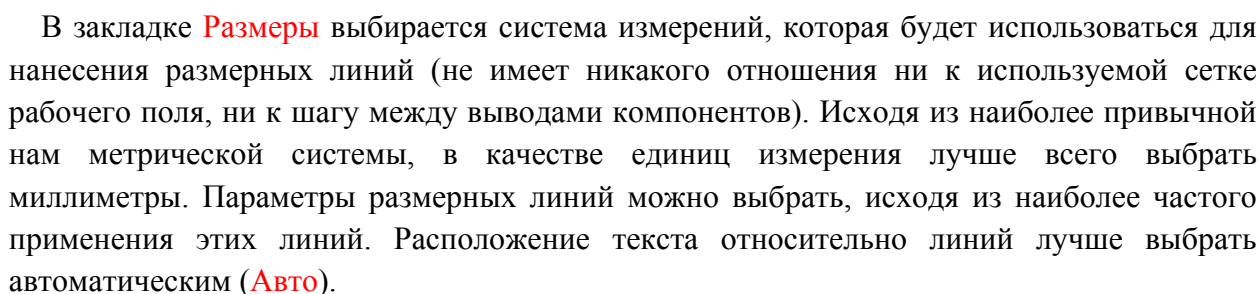 В закладке Размеры выбирается система измерений, которая будет использоваться для
нанесения размерных линий (не имеет никакого отношения ни к используемой сетке
рабочего поля, ни к шагу между выводами компонентов). Исходя из наиболее привычной
нам метрической системы, в качестве единиц измерения лучше всего выбрать
миллиметры. Параметры размерных линий можно выбрать, исходя из наиболее частого
применения этих линий. Расположение текста относительно линий лучше выбрать
автоматическим (Авто).